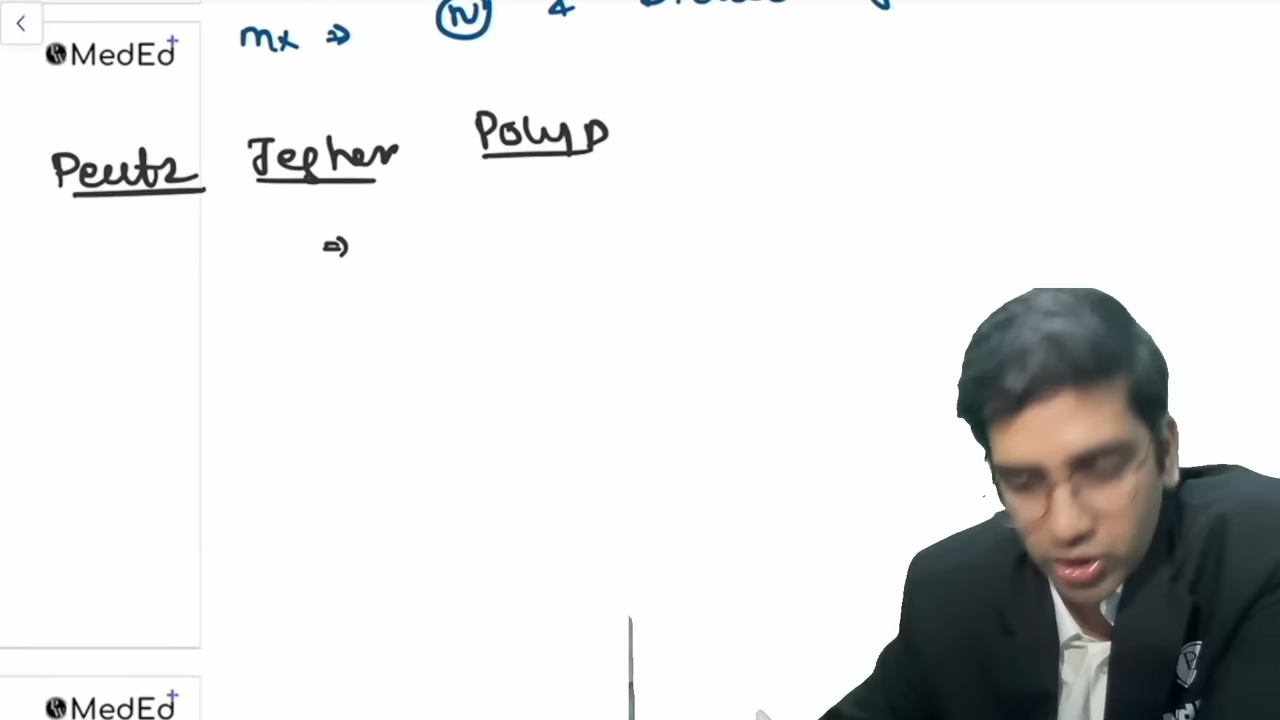 mx ⇒ N &
MedEd+
Peutz Jegher Polyp
⇒
MedEd+